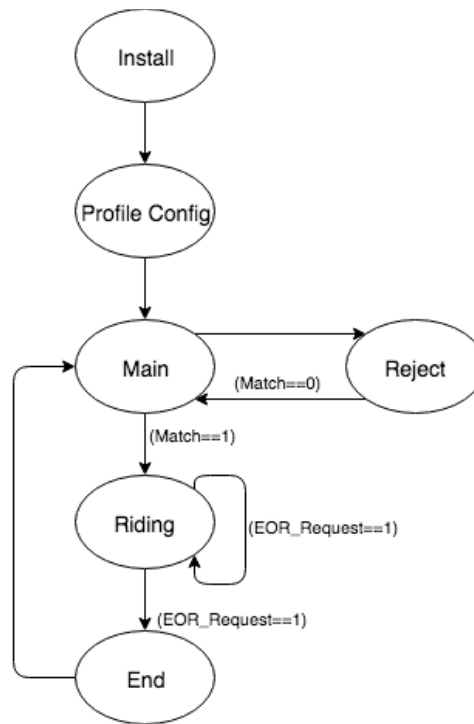 Install
Profile Config
Main
Reject
(Match==0)
(Match==1)
Riding
(EOR_Request==1)
(EOR_Request==1)
End